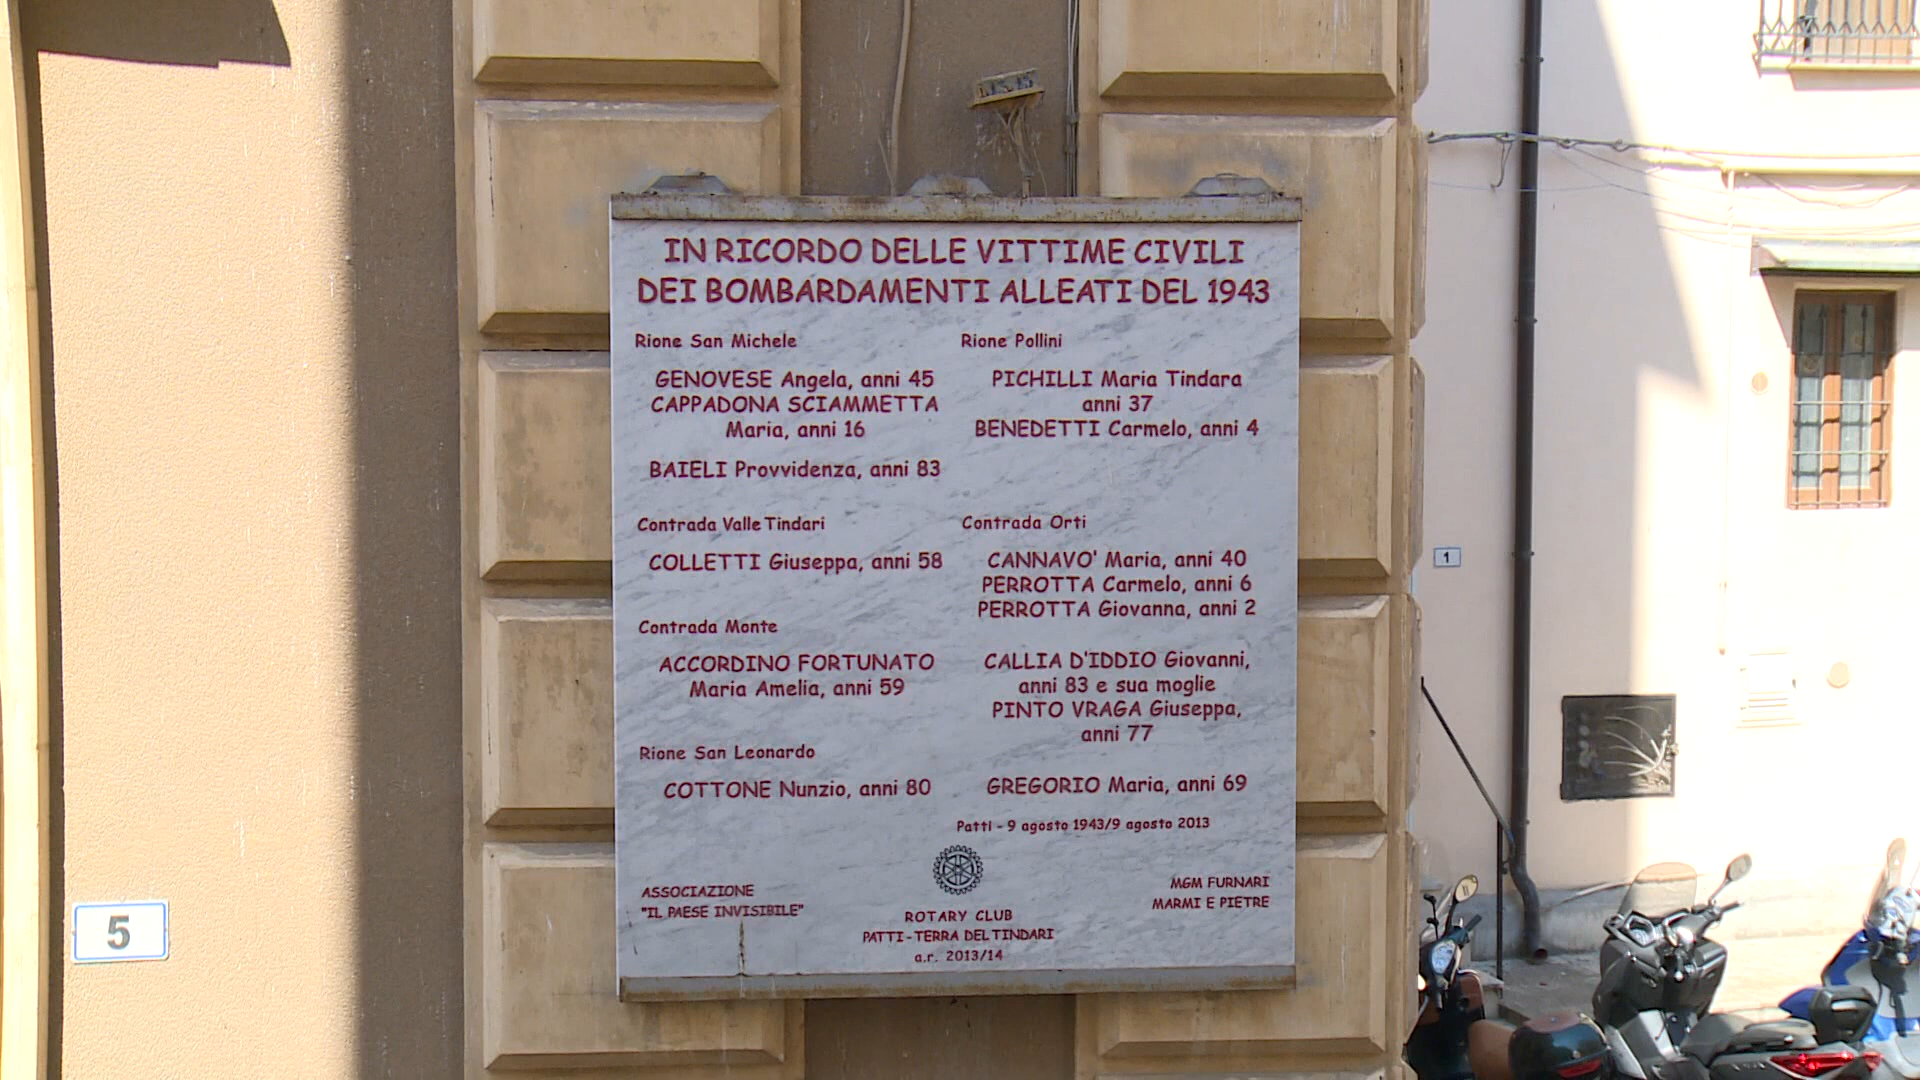 IN RICORDO DELLE VITTIME CIVILI
DEI BOMBARDAMENTI ALLEATI DEL 1943
Rione San Michele
GENOVESE Angela, anni 45
CAPPADONA SCIAMMETTA
Maria, anni 16
BAIELI Provvidenza, anni 83
Contrada Valle Tindari
COLLETTI Giuseppa, anni 58
Contrada Monte
ACCORDINO FORTUNATO
Maria Amelia, anni 59
Rione San Leonardo
COTTONE Nunzio, anni 80
Rione Pollini
PICHILLI Maria Tindara
anni 37
BENEDETTI Carmelo, anni 4
Contrada Orti
CANNAVO' Maria, anni 40
PERROTTA Carmelo, anni 6
PERROTTA Giovanna, anni 2
CALLIA D'IDDIO Giovanni,
anni 83 e sua moglie
PINTO VRAGA Giuseppa,
anni 77
GREGORIO Maria, anni 69
Patti - 9 agosto 1943/9 agosto 2013
ASSOCIAZIONE
"IL PAESE INVISIBILE"
ROTARY CLUB
PATTI - TERRA DEL TINDARI
a.r. 2013/14
MGM FURNARI
MARMI E PIETRE
5
1